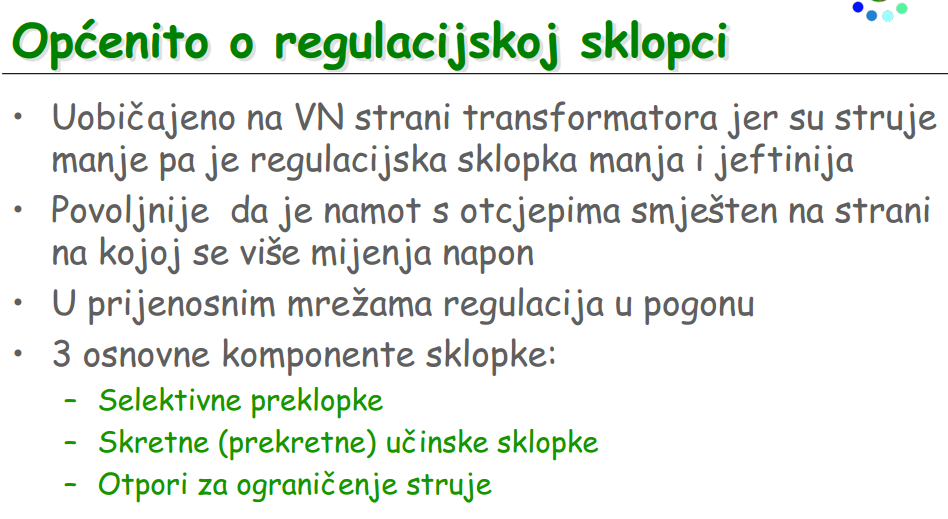 Općenito o regulacijskoj sklopci
• Uobičajeno na VN strani transformatora jer su struje
manje pa je regulacijska sklopka manja i jeftinija
• Povoljnije da je namot s otcjepima smješten na strani
na kojoj se više mijenja napon
• U prijenosnim mrežama regulacija u pogonu
• 3 osnovne komponente sklopke:
– Selektivne preklopke
– Skretne (prekretne) učinske sklopke
– Otpori za ograničenje struje